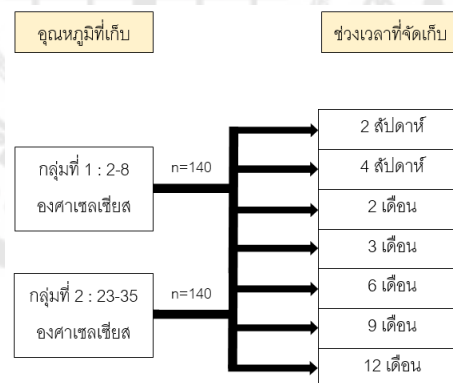 อุณหภูมิที่เก็บ
ช่วงเวลาที่จัดเก็บ
กลุ่มที่ 1 : 2-8
องศาเซลเซียส
n=140
กลุ่มที่ 2 : 23-35
องศาเซลเซียส
n=140
2 สัปดาห์
4 สัปดาห์
2 เดือน
3 เดือน
6 เดือน
9 เดือน
12 เดือน